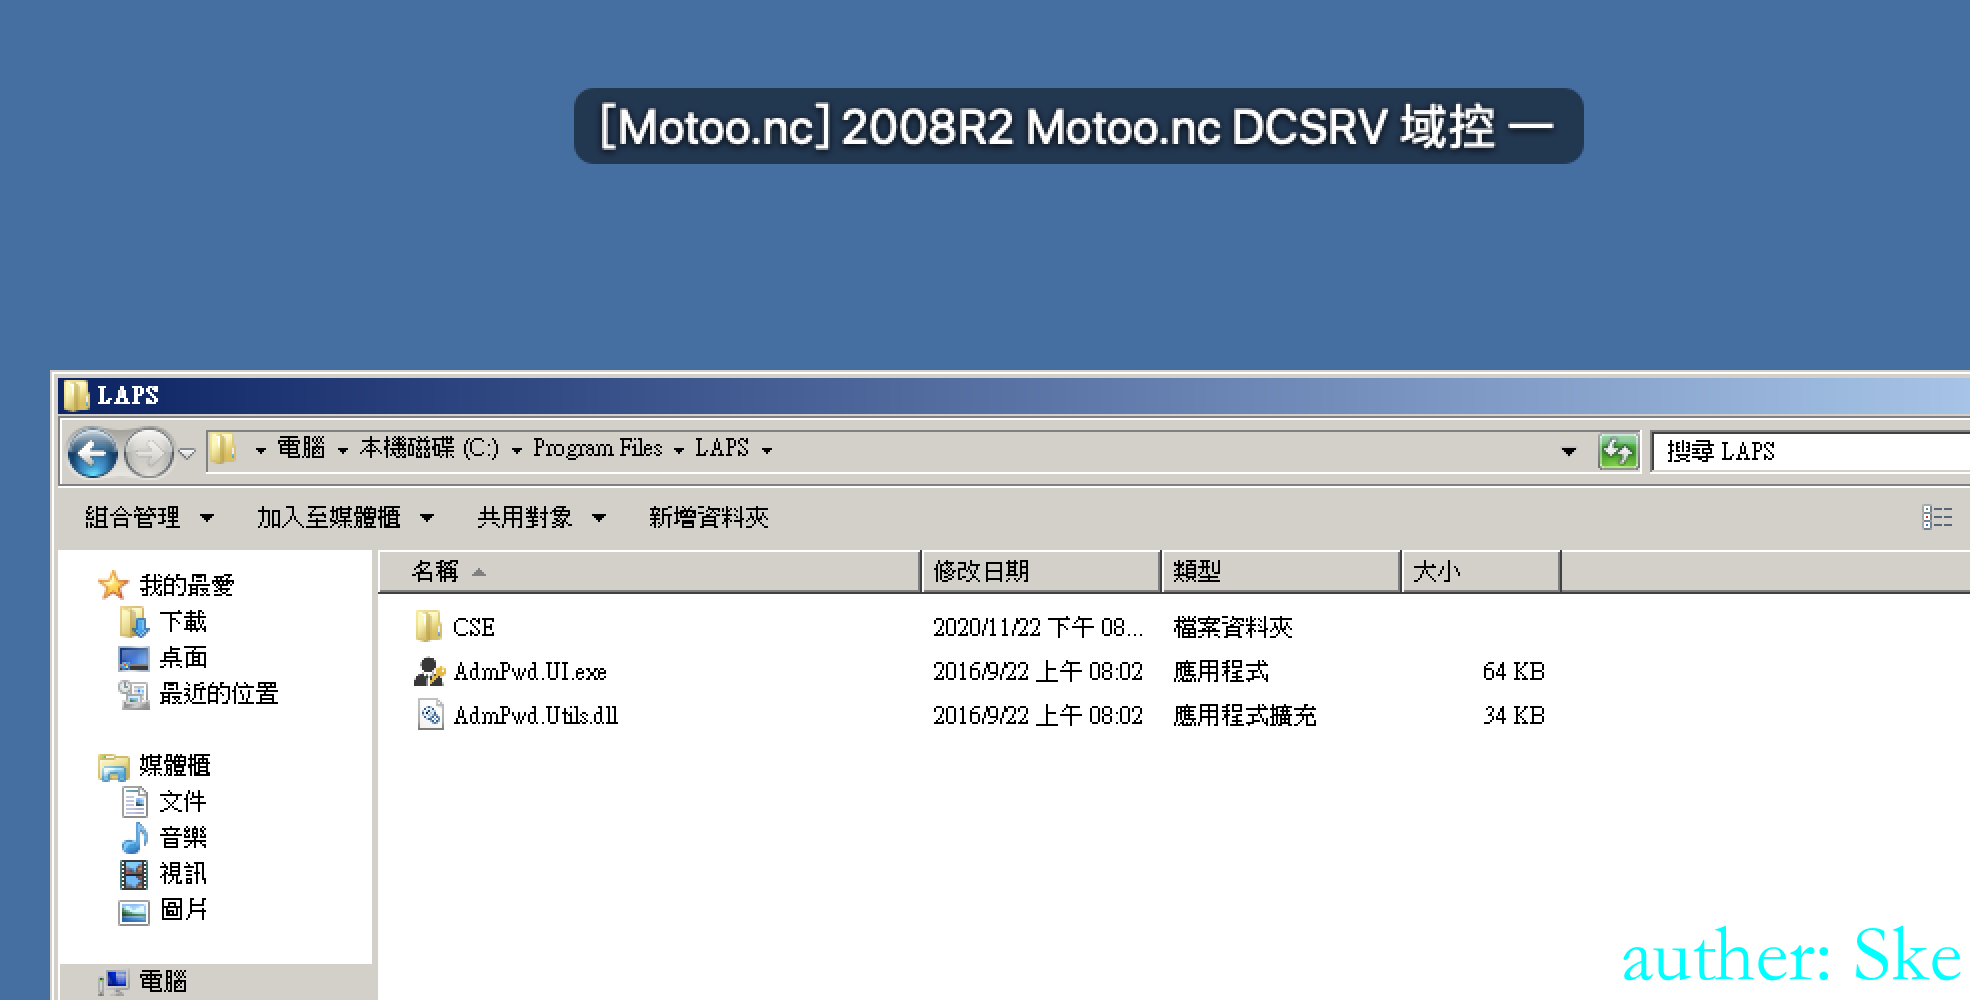 [Motoo.nc] 2008R2 Motoo.nc DCSRV 域控 一
LAPS
電腦 本機磁碟 (C:) Program Files LAPS
搜尋 LAPS
組合管理 加入至媒體櫃 共用對象 新增資料夾
名稱 修改日期 類型 大小
我的最愛
下載
桌面
最近的位置
媒體櫃
文件
音樂
視訊
圖片
電腦
CSE 2020/11/22 下午 08... 檔案資料夾
AdmPwd.UI.exe 2016/9/22 上午 08:02 應用程式 64 KB
AdmPwd.Utils.dll 2016/9/22 上午 08:02 應用程式擴充 34 KB
auther: Ske